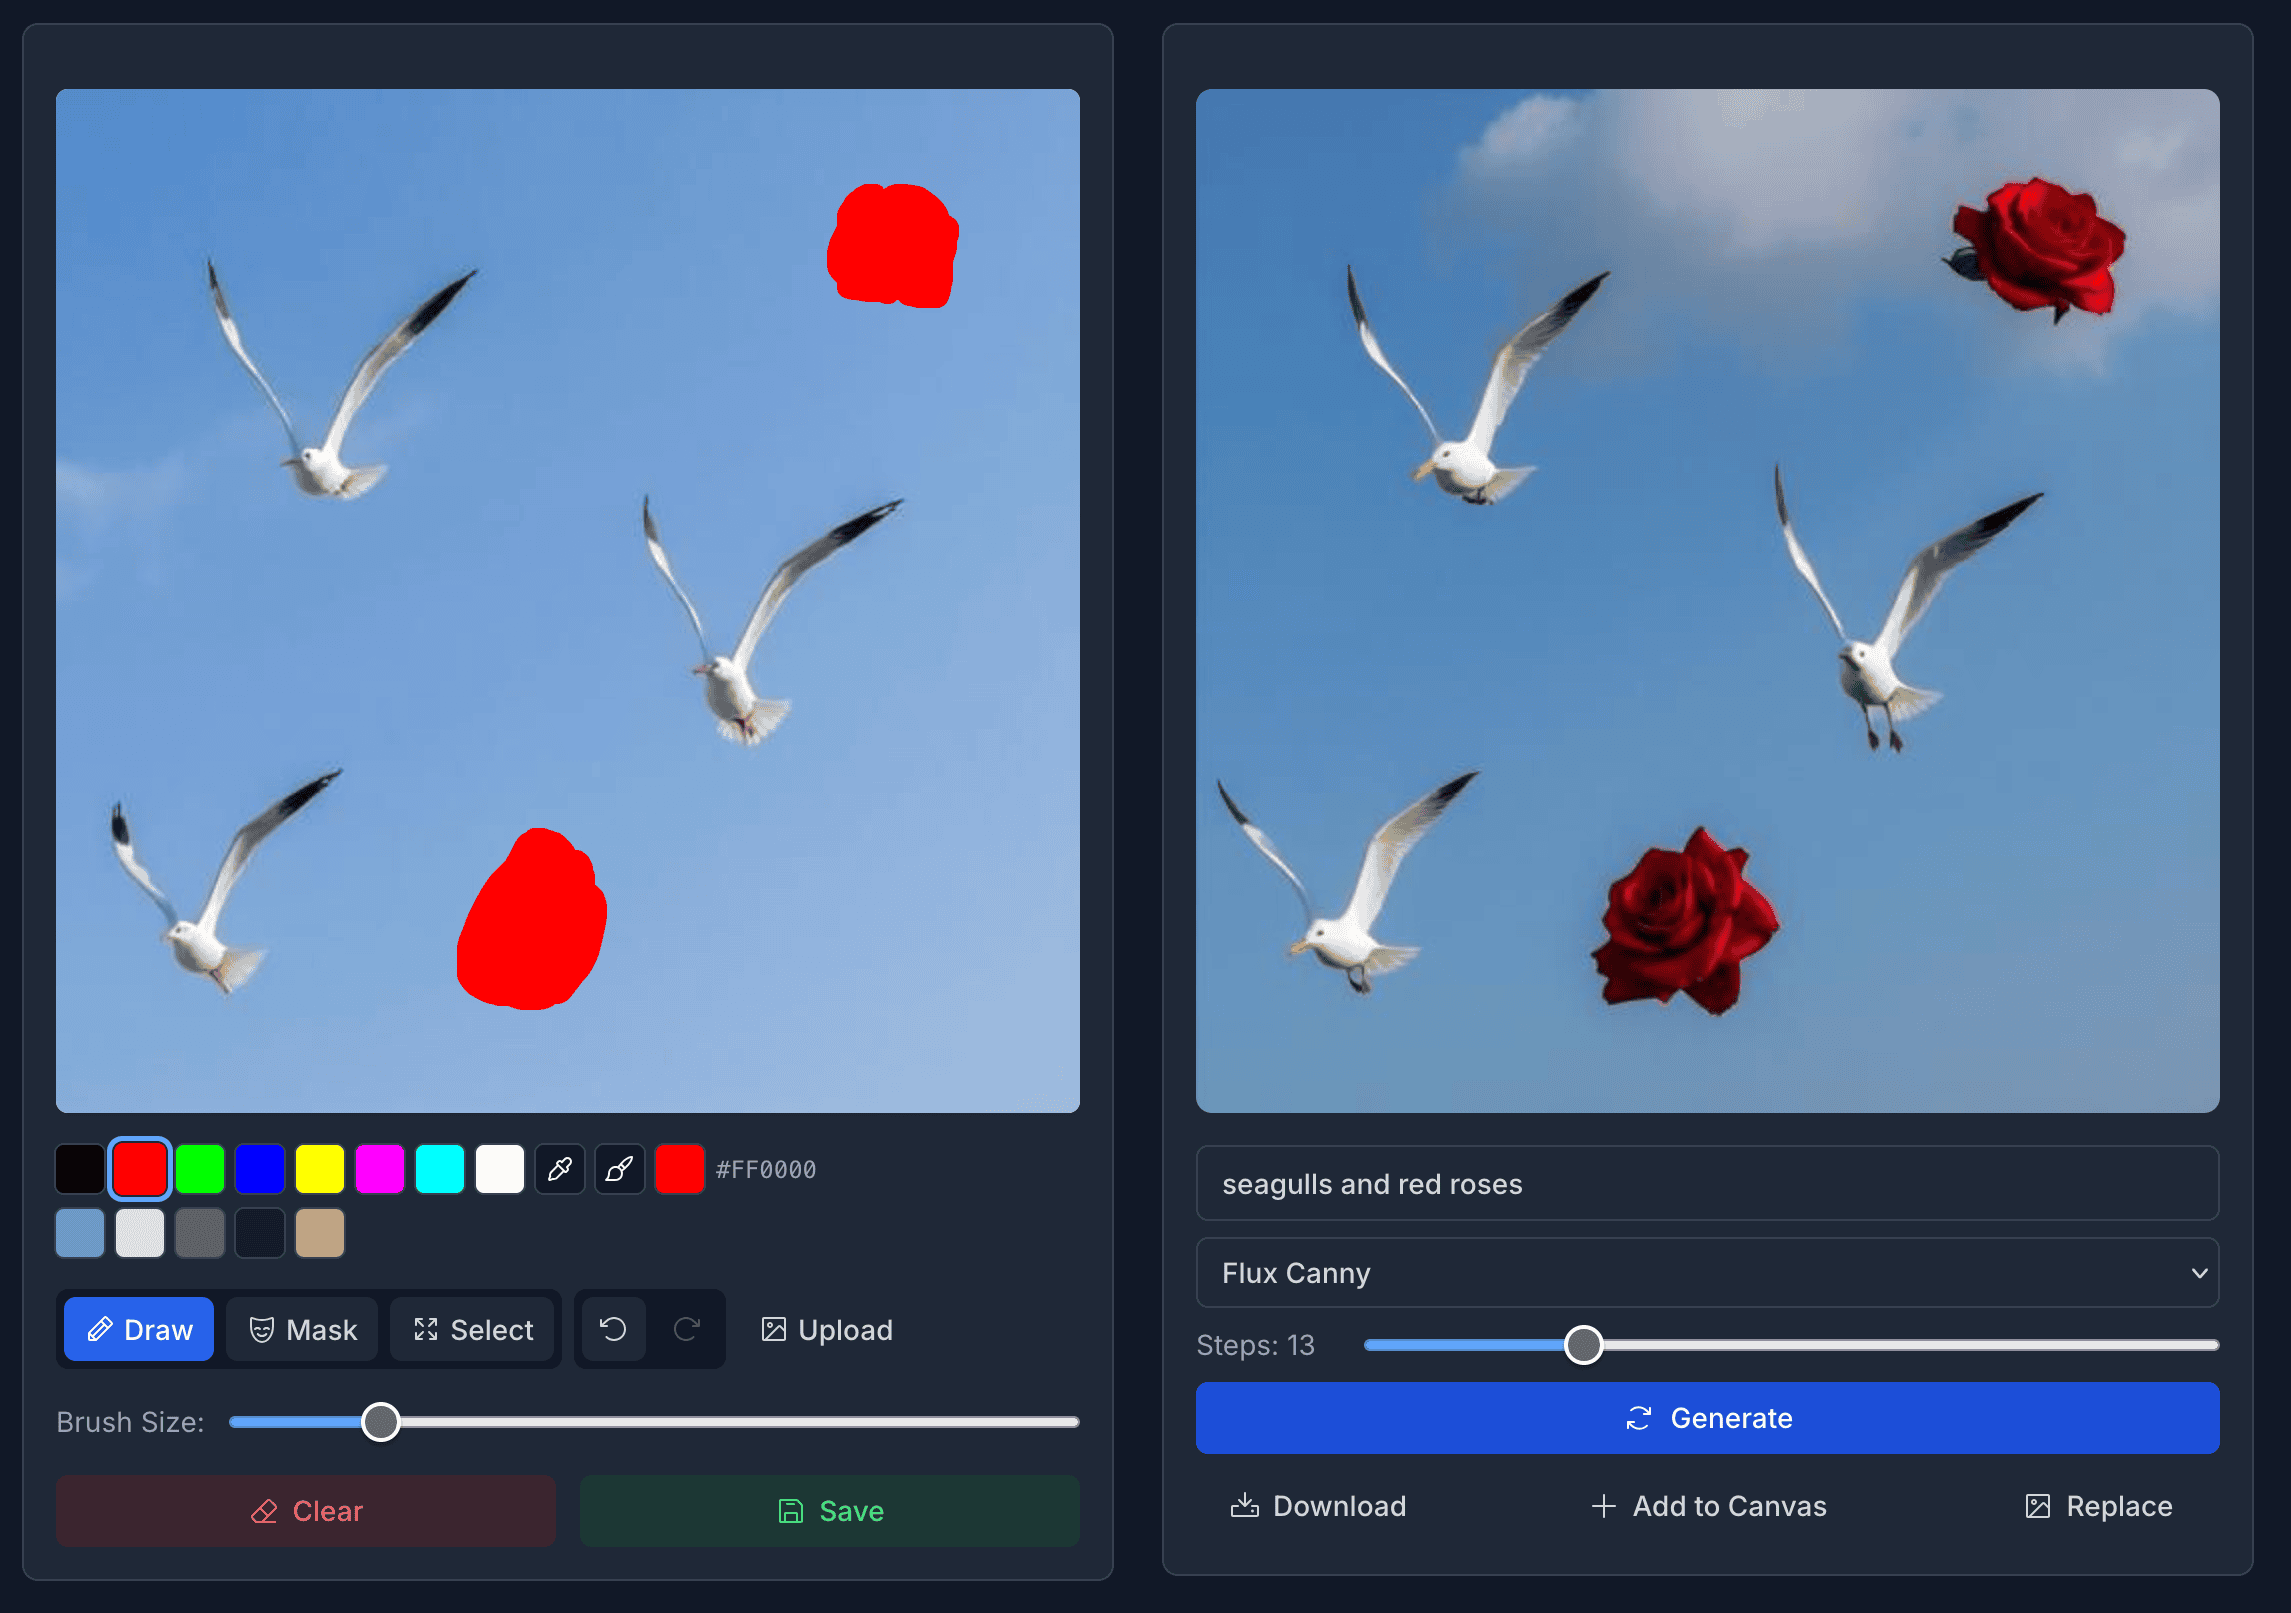 #FF0000
Draw
Mask
Select
Upload
Brush Size:
Clear
Save
seagulls and red roses
Flux Canny
Steps: 13
Generate
Download
Add to Canvas
Replace